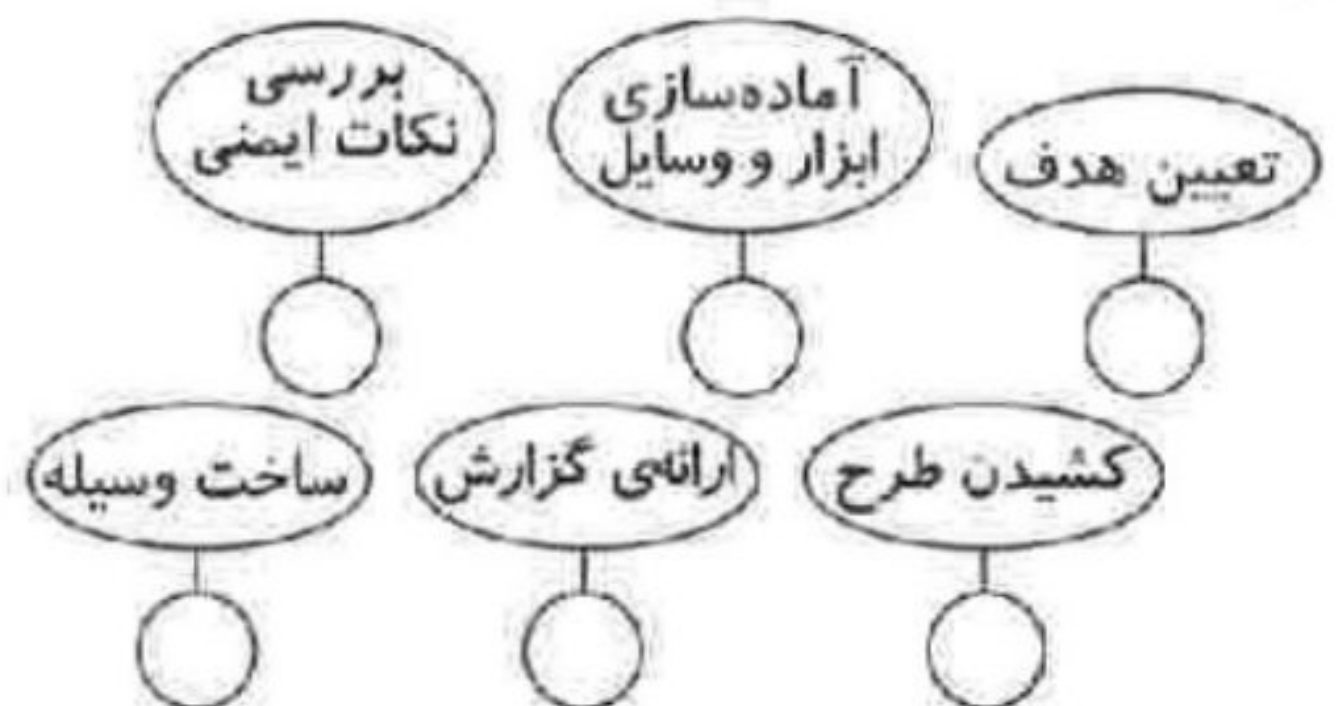 تعیین هدف
آماده‌سازی
ابزار و وسایل
بررسی
نکات ایمنی
کشیدن طرح
ارائه‌ی گزارش
ساخت وسیله